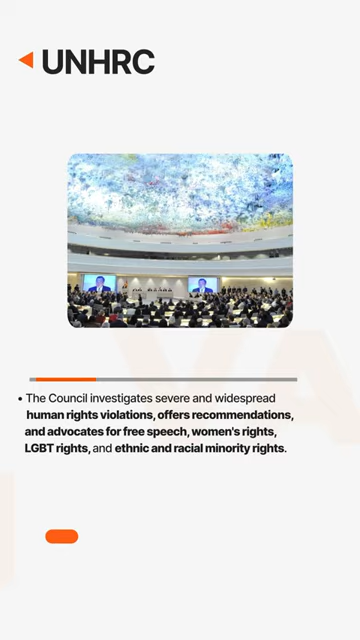 UNHRC
• The Council investigates severe and widespread
human rights violations, offers recommendations,
and advocates for free speech, women's rights,
LGBT rights, and ethnic and racial minority rights.